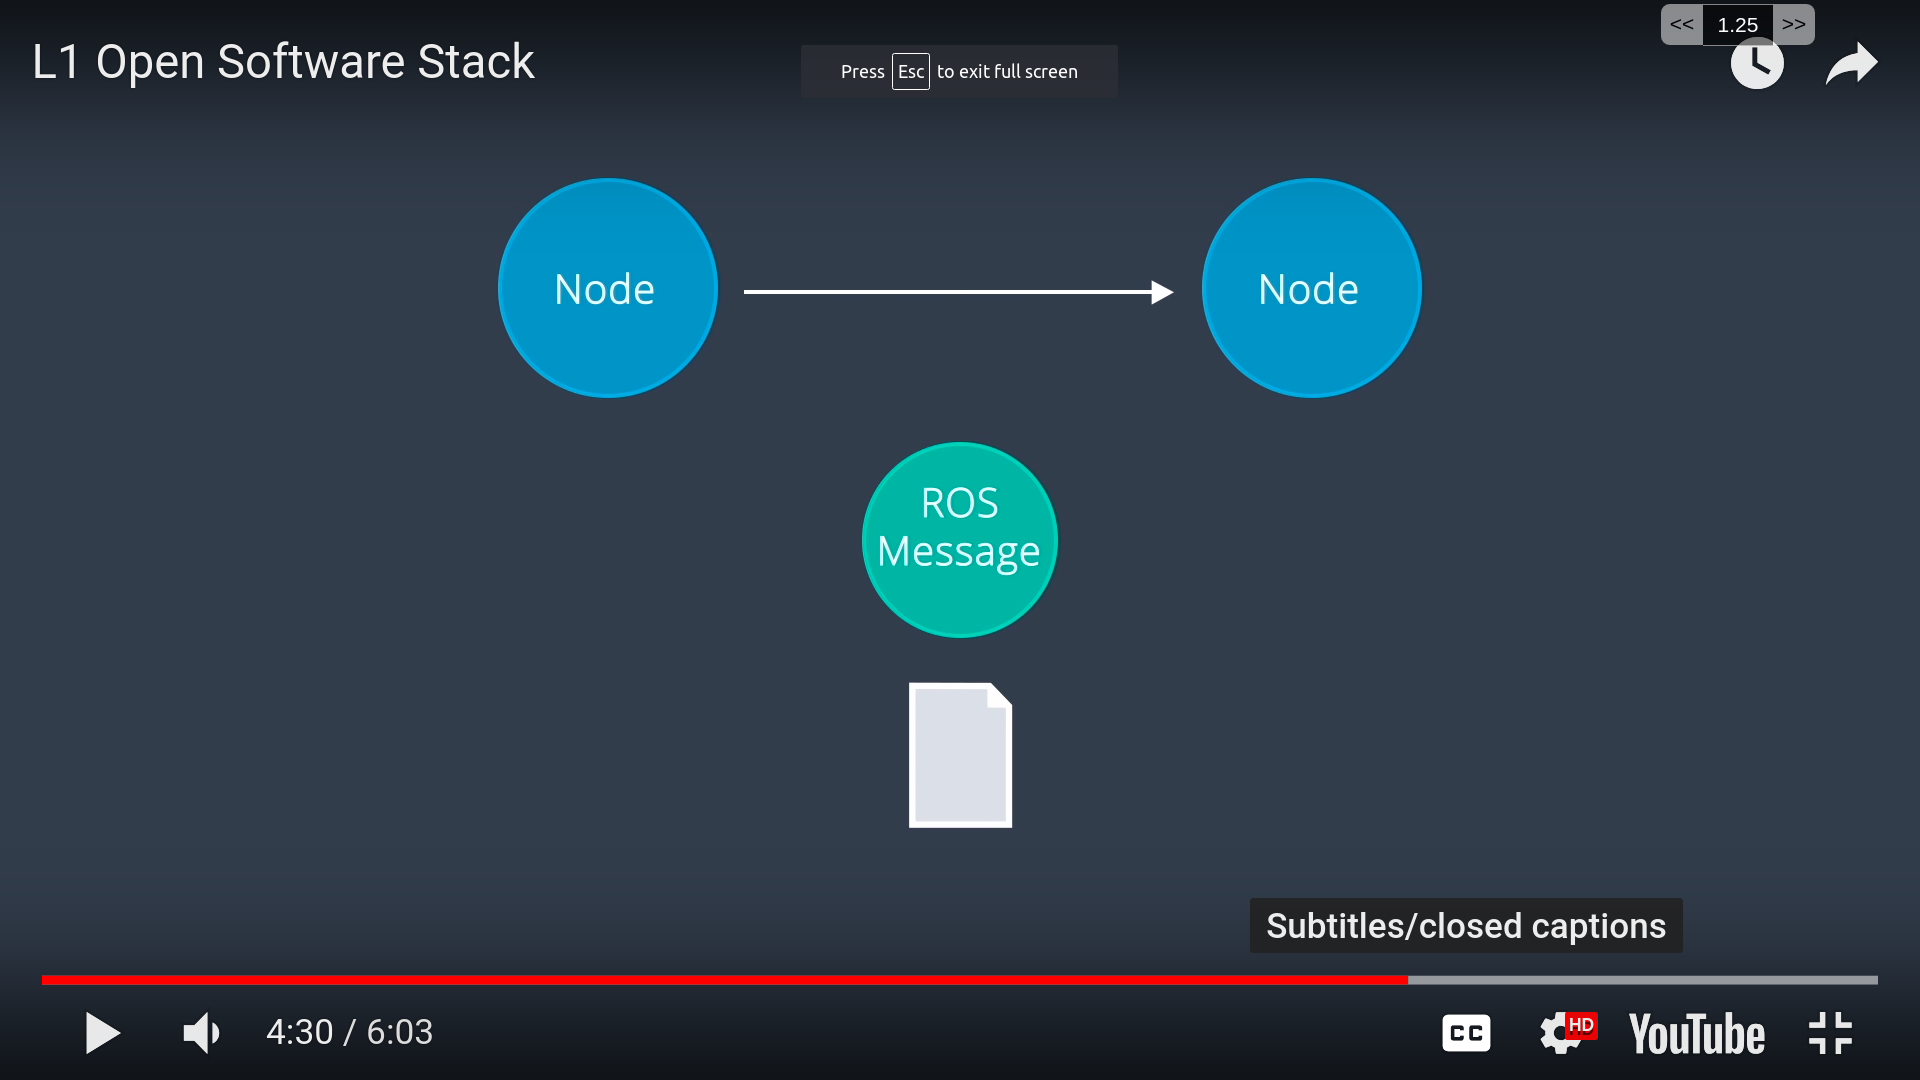 << 1.25 >>
L1 Open Software Stack
Press Esc to exit full screen
Node
Node
ROS
Message
Subtitles/closed captions
4:30 / 6:03
CC
HD
YouTube